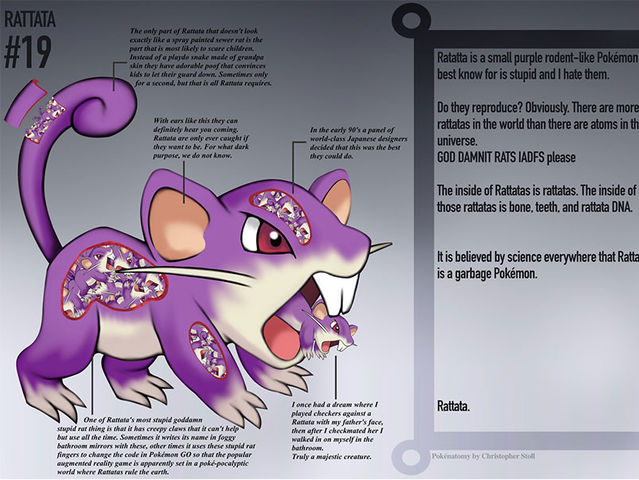 RATTATA
#19
The only part of Rattata that doesn't look
exactly like a spray painted sewer rat is the
part that is most likely to scare children.
Instead of a playdo snake made of grandpa
skin they have adorable poof that convinces
kids to let their guard down. Sometimes only
for a second, but that is all Rattata requires.
With ears like this they can
definitely hear you coming.
Rattata are only ever caught if
they want to be. For what dark
purpose, we do not know.
In the early 90's a panel of
world-class Japanese designers
decided that this was the best
they could do.
One of Rattata's most stupid goddamn
stupid rat thing is that it has creepy claws that it can't help
but use all the time. Sometimes it writes its name in foggy
bathroom mirrors with these, other times it uses these stupid rat
fingers to change the code in Pokémon GO so that the popular
augmented reality game is apparently set in a poké-pocalyptic
world where Rattatas rule the earth.
I once had a dream where I
played checkers against a
Rattata with my father's face,
then after I checkmated her I
walked in on myself in the
bathroom.
Truly a majestic creature.
Ratatta is a small purple rodent-like Pokémon
best know for is stupid and I hate them.
Do they reproduce? Obviously. There are more
rattatas in the world than there are atoms in th
universe.
GOD DAMNIT RATS IADFS please
The inside of Rattatas is rattatas. The inside of
those rattatas is bone, teeth, and rattata DNA.
It is believed by science everywhere that Ratta
is a garbage Pokémon.
Rattata.
Pokénatomy by Christopher Stoll